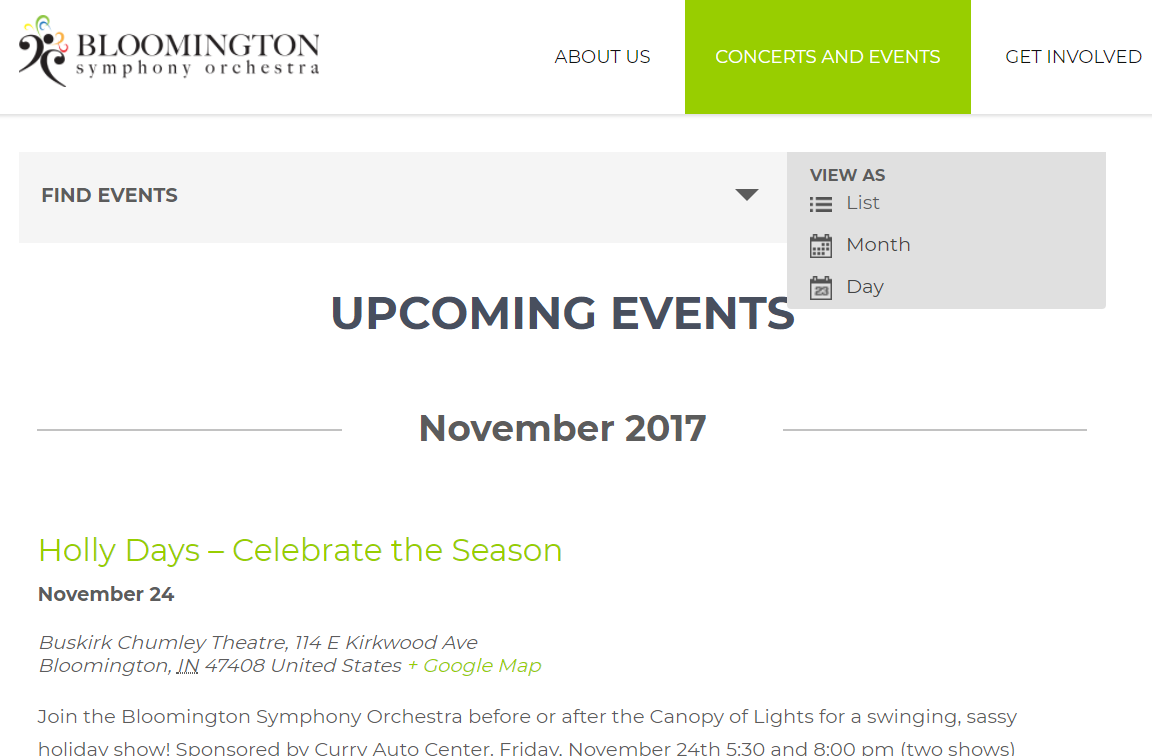 BLOOMINGTON
symphony orchestra
ABOUT US
CONCERTS AND EVENTS
GET INVOLVED
FIND EVENTS
VIEW AS
List
Month
23 Day
UPCOMING EVENTS
November 2017
Holly Days – Celebrate the Season
November 24
Buskirk Chumley Theatre, 114 E Kirkwood Ave
Bloomington, IN 47408 United States + Google Map
Join the Bloomington Symphony Orchestra before or after the Canopy of Lights for a swinging, sassy
holiday show! Sponsored by Curry Auto Center. Friday, November 24th 5:30 and 8:00 pm (two shows)